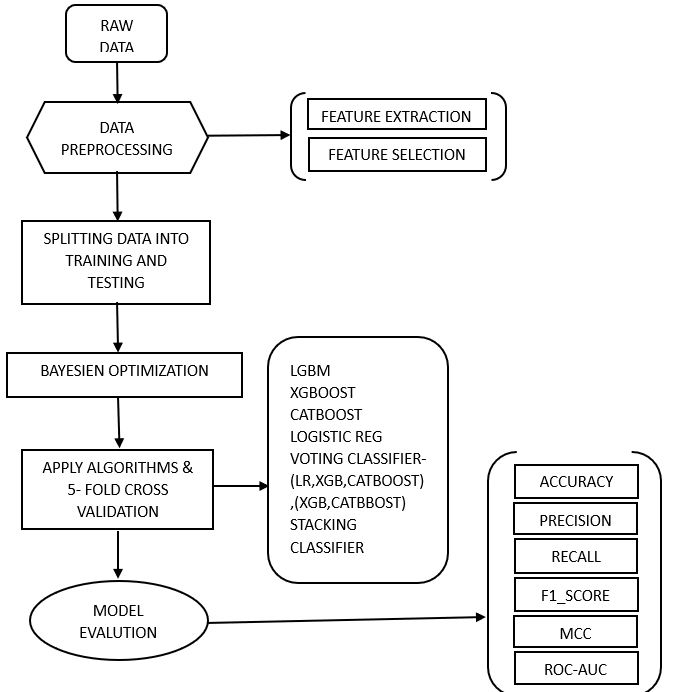 RAW
DATA
DATA
PREPROCESSING
FEATURE EXTRACTION
FEATURE SELECTION
SPLITTING DATA INTO
TRAINING AND
TESTING
BAYESIEN OPTIMIZATION
LGBM
XGBOOST
CATBOOST
LOGISTIC REG
VOTING CLASSIFIER-
(LR,XGB,CATBOOST)
,(XGB,CATBBOST)
STACKING
CLASSIFIER
APPLY ALGORITHMS &
5- FOLD CROSS
VALIDATION
MODEL
EVALUTION
ACCURACY
PRECISION
RECALL
F1_SCORE
MCC
ROC-AUC